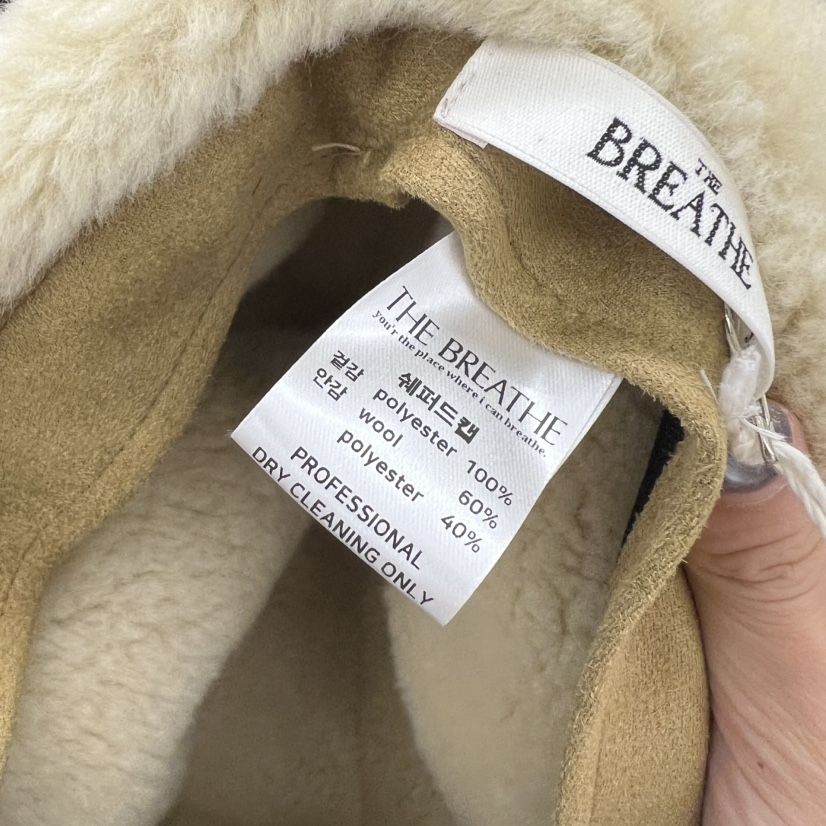 THE
BREATHE
THE BREATHE
you'r the place where i can breathe.
쉐퍼드캡
겉감 polyester 100%
안감 wool 60%
polyester 40%
PROFESSIONAL
DRY CLEANING ONLY